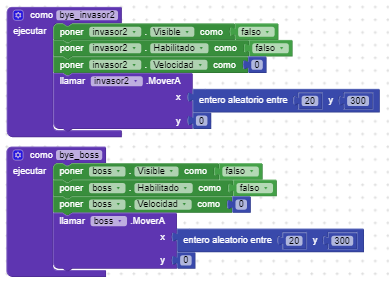 como bye_invasor2
ejecutar poner invasor2 . Visible como falso
poner invasor2 . Habilitado como falso
poner invasor2 . Velocidad como 0
llamar invasor2 .MoverA
x entero aleatorio entre 20 y 300
y 0
como bye_boss
ejecutar poner boss . Visible como falso
poner boss . Habilitado como falso
poner boss . Velocidad como 0
llamar boss .MoverA
x entero aleatorio entre 20 y 300
y 0